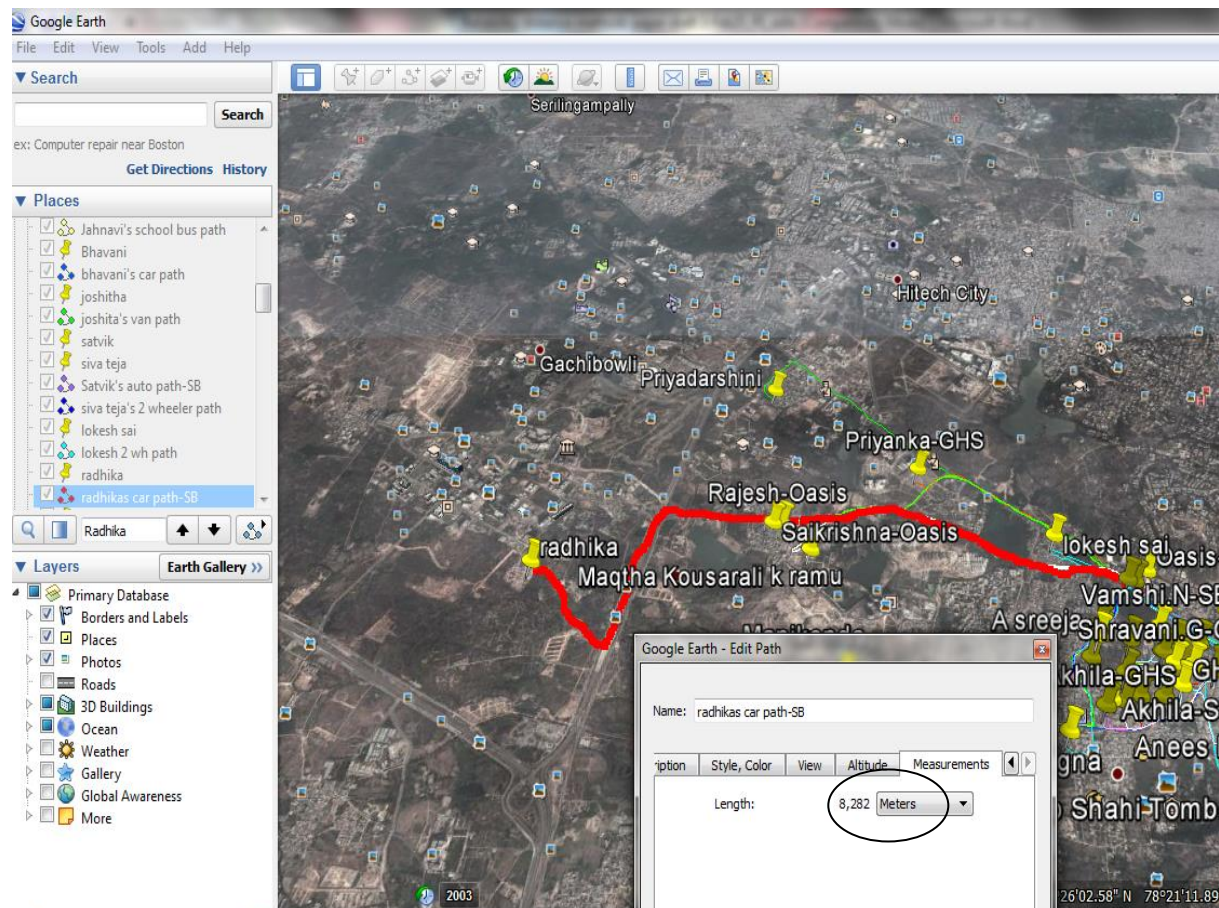 Google Earth
File Edit View Tools Add Help
▼ Search
Search
ex: Computer repair near Boston
Get Directions History
▼ Places
Jahnavi's school bus path
Bhavani
bhavani's car path
joshitha
joshita's van path
satvik
siva teja
Satvik's auto path-SB
siva teja's 2 wheeler path
lokesh sai
lokesh 2 wh path
radhika
radhikas car path-SB
Radhika
▼ Layers
Earth Gallery >>
Primary Database
Borders and Labels
Places
Photos
Roads
3D Buildings
Ocean
Weather
Gallery
Global Awareness
More
Serilingampally
Hitech City
Gachibowli
Priyadarshini
Priyanka-GHS
Rajesh-Oasis
Saikrishna-Oasis
radhika
lokesh sai
Oasis
Maqtha Kousarali k ramu
Vamshi.N-SB
A sreeja
Shravani.G-G
Manikonda
khila-GHS
GH
Akhila-S
Anees
gna
o Shahi Tomb
Google Earth - Edit Path
Name: radhikas car path-SB
ription Style, Color View Altitude Measurements
Length: 8,282 Meters
2003
26'02.58" N 78°21'11.89